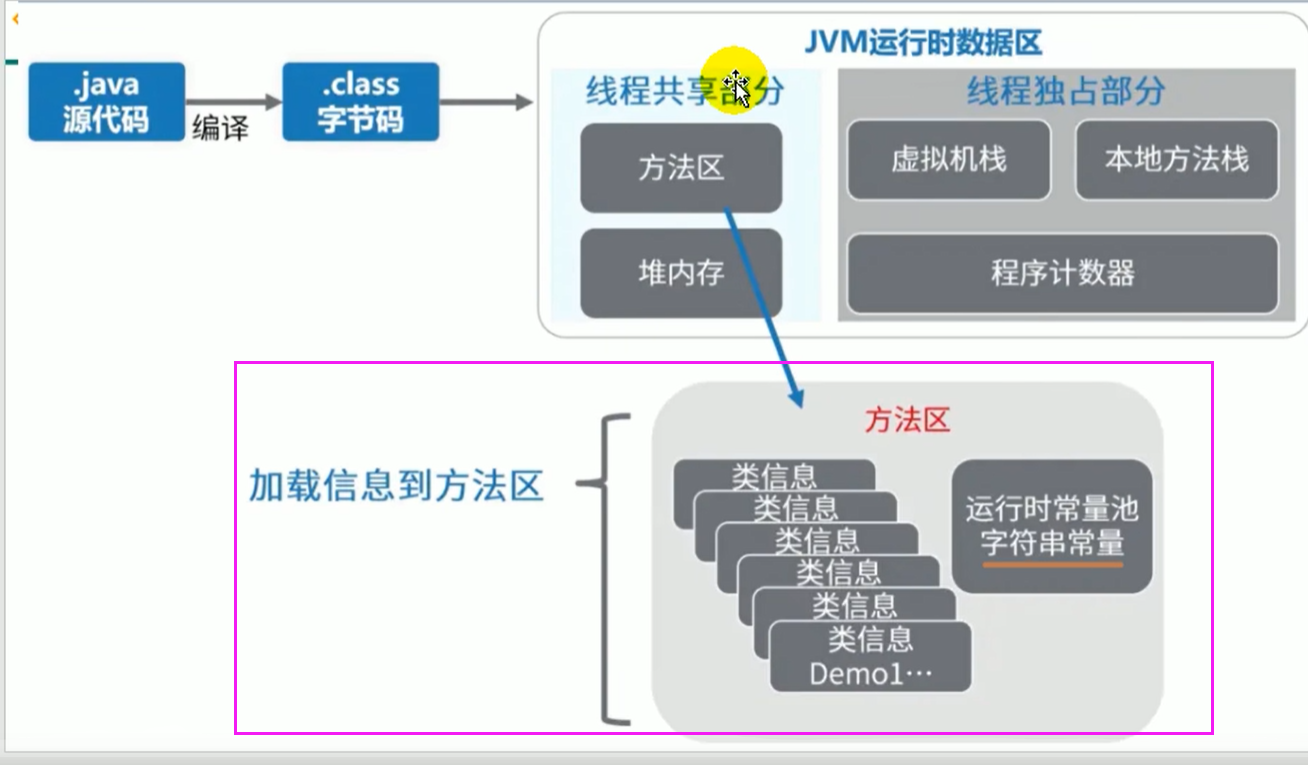 JVM运行时数据区
.java
源代码
编译
.class
字节码
线程共享部分
线程独占部分
方法区
虚拟机栈
本地方法栈
堆内存
程序计数器
方法区
加载信息到方法区
类信息
类信息
类信息
类信息
类信息
类信息
Demo1…
运行时常量池
字符串常量